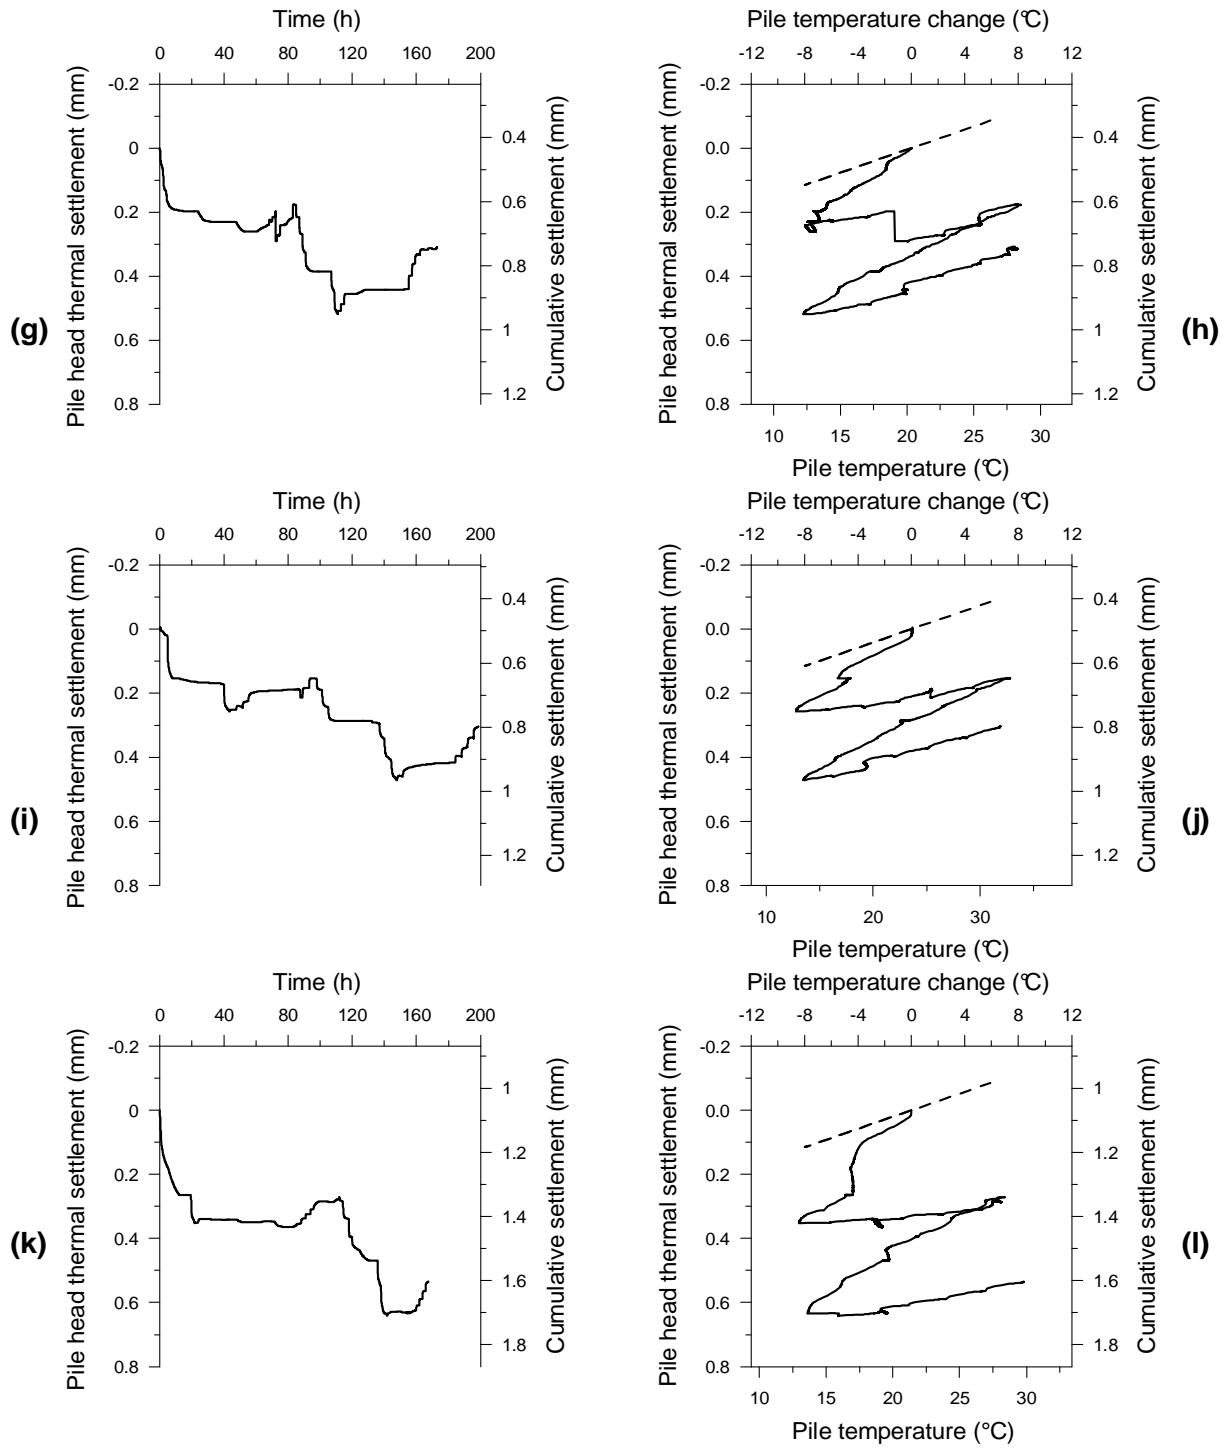 Time (h)
0 40 80 120 160 200
Pile head thermal settlement (mm)
-0.2
0
0.2
0.4
0.6
0.8
Cumulative settlement (mm)
0.4
0.6
0.8
1
1.2
(g)
Pile temperature change (°C)
-12 -8 -4 0 4 8 12
Pile head thermal settlement (mm)
-0.2
0
0.2
0.4
0.6
0.8
Cumulative settlement (mm)
0.4
0.6
0.8
1
1.2
10 15 20 25 30
Pile temperature (°C)
(h)
Time (h)
0 40 80 120 160 200
Pile head thermal settlement (mm)
-0.2
0.0
0.2
0.4
0.6
0.8
Cumulative settlement (mm)
0.4
0.6
0.8
1
1.2
(i)
Pile temperature change (°C)
-12 -8 -4 0 4 8 12
Pile head thermal settlement (mm)
-0.2
0.0
0.2
0.4
0.6
0.8
Cumulative settlement (mm)
0.4
0.6
0.8
1
1.2
10 20 30
Pile temperature (°C)
(j)
Time (h)
0 40 80 120 160 200
Pile head thermal settlement (mm)
-0.2
0
0.2
0.4
0.6
0.8
Cumulative settlement (mm)
1
1.2
1.4
1.6
1.8
(k)
Pile temperature change (°C)
-12 -8 -4 0 4 8 12
Pile head thermal settlement (mm)
-0.2
0.0
0.2
0.4
0.6
0.8
Cumulative settlement (mm)
1
1.2
1.4
1.6
1.8
10 15 20 25 30
Pile temperature (°C)
(l)